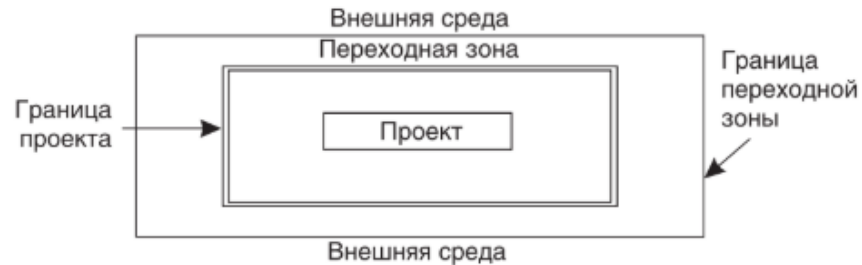 Внешняя среда
Переходная зона
Граница
проекта
Проект
Граница
переходной
зоны
Внешняя среда